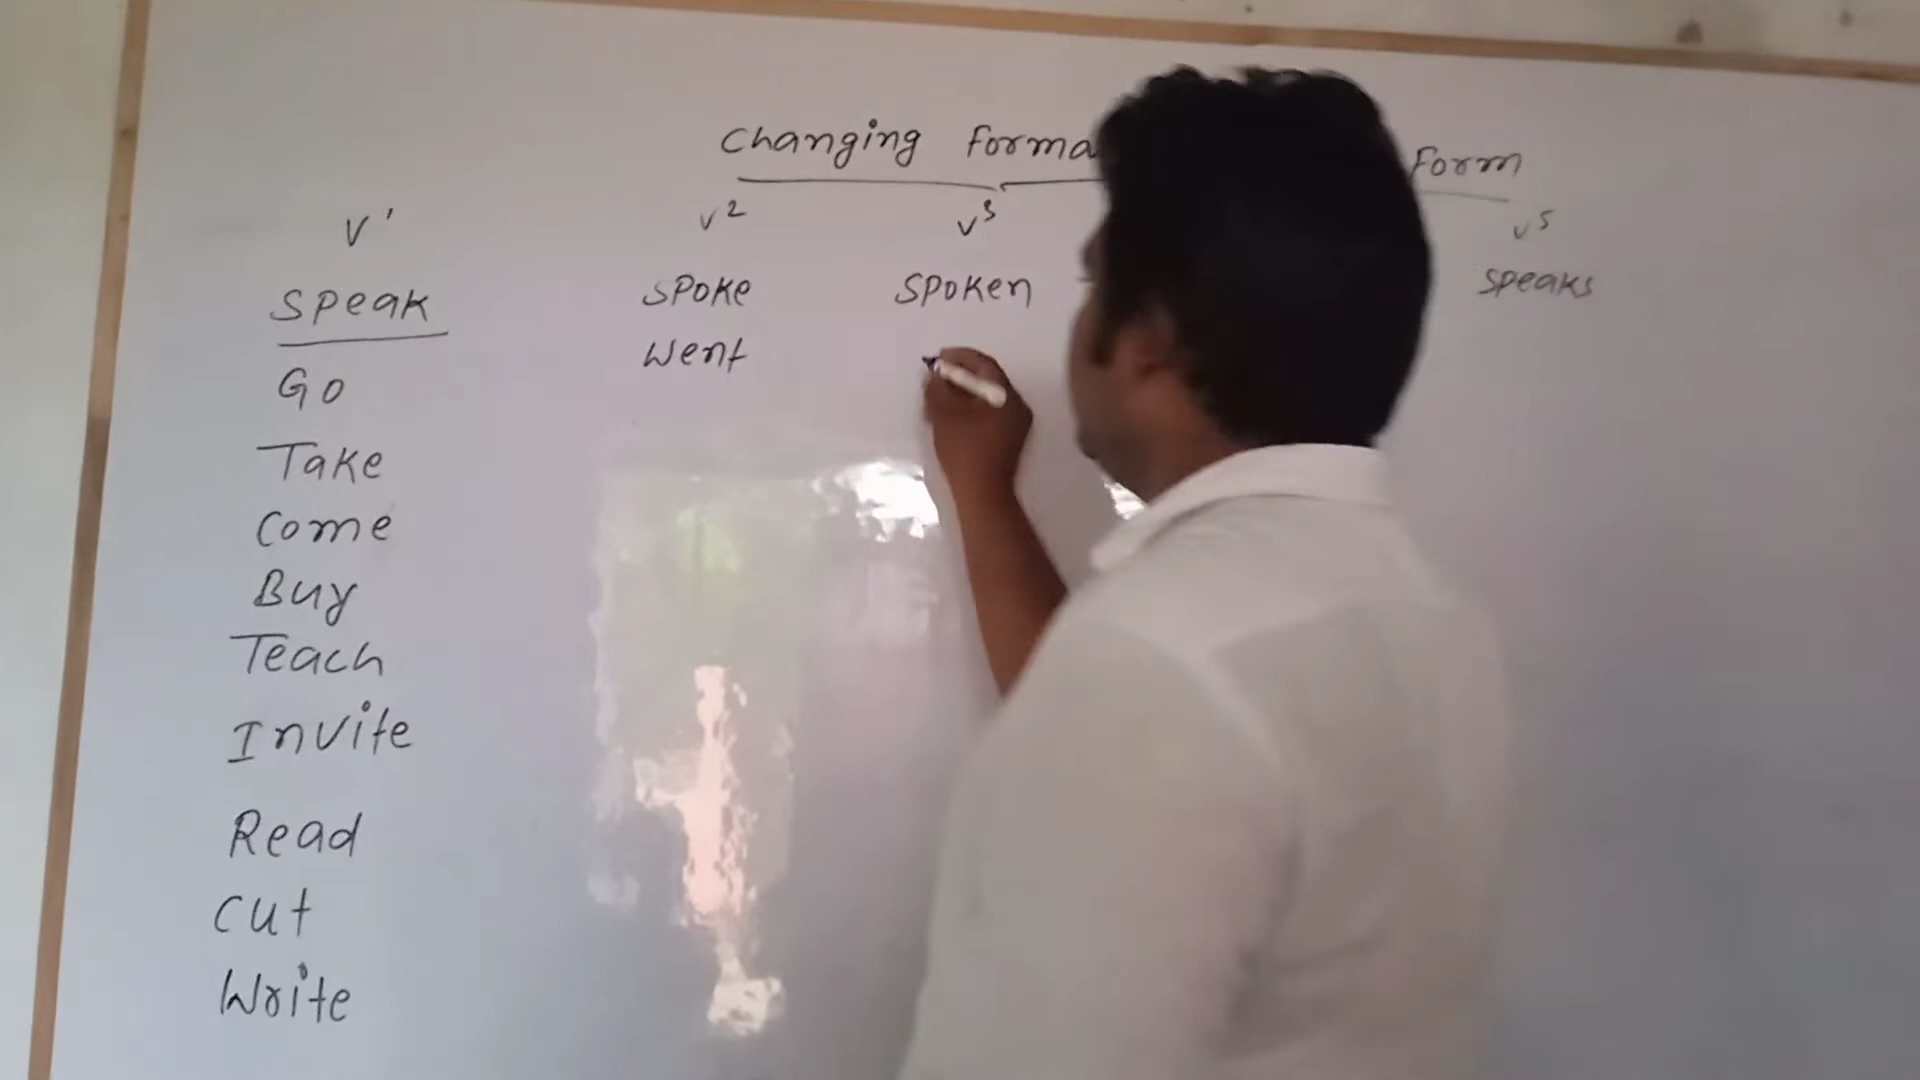 Changing Forma Form
V1 V2 V3 V5
Speak Spoke Spoken Speaks
Go Went
Take
Come
Buy
Teach
Invite
Read
Cut
Write